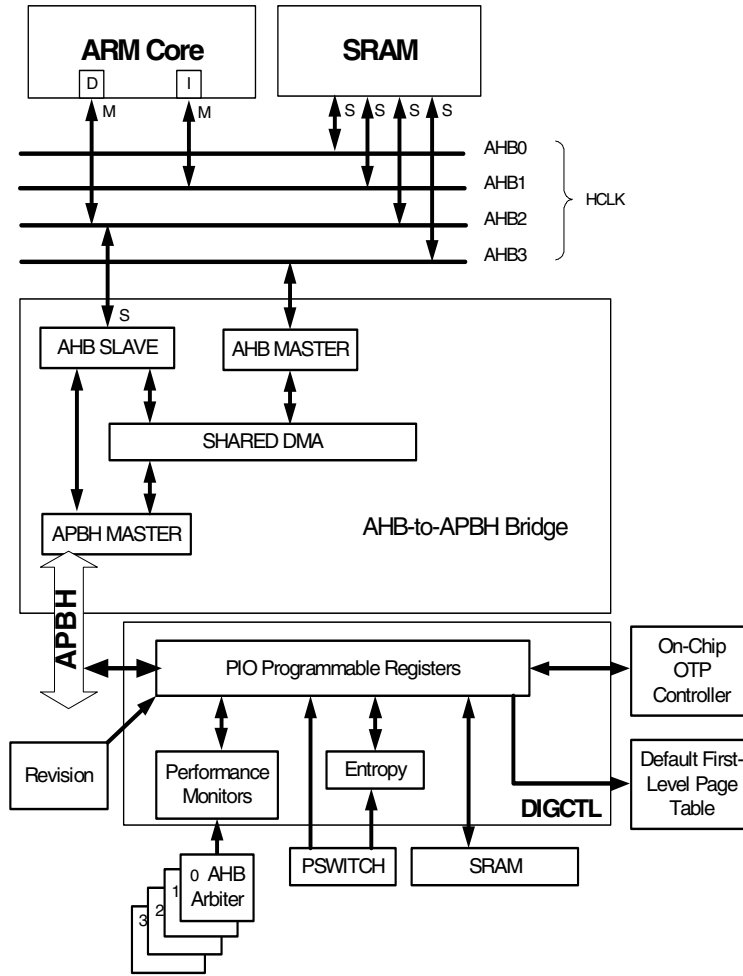 ARM Core
SRAM
D
I
M
M
S
S
S
S
AHB0
AHB1
AHB2
AHB3
HCLK
S
AHB SLAVE
AHB MASTER
SHARED DMA
APBH MASTER
AHB-to-APBH Bridge
APBH
PIO Programmable Registers
On-Chip
OTP
Controller
Revision
Performance
Monitors
Entropy
Default First-
Level Page
Table
DIGCTL
PSWITCH
SRAM
0 AHB
Arbiter
1
2
3